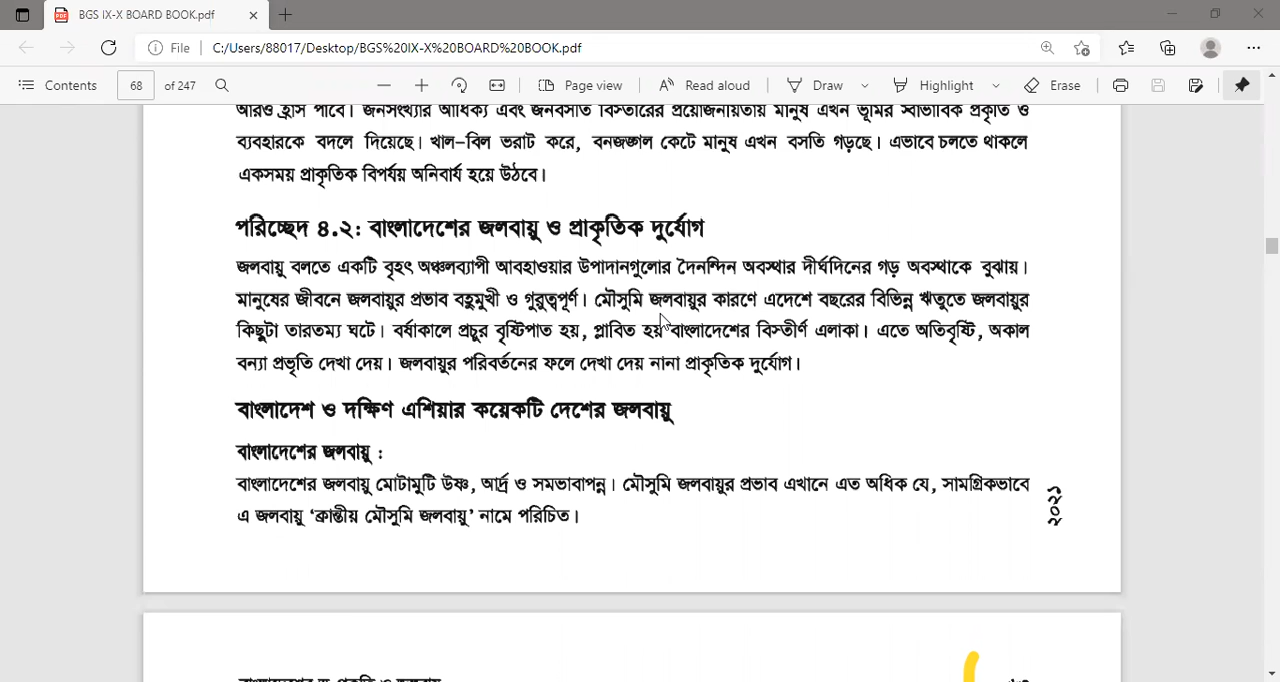 BGS IX-X BOARD BOOK.pdf
File
C:/Users/88017/Desktop/BGS%20IX-X%20BOARD%20BOOK.pdf
Contents
68 of 247
Page view
Read aloud
Draw
Highlight
Erase
আরও হ্রাস পাবে। জনসংখ্যার আধিক্য এবং জনবসতি বিস্তারের প্রয়োজনীয়তায় মানুষ এখন ভূমির স্বাভাবিক প্রকৃতি ও
ব্যবহারকে বদলে দিয়েছে। খাল-বিল ভরাট করে, বনজঙ্গল কেটে মানুষ এখন বসতি গড়ছে। এভাবে চলতে থাকলে
একসময় প্রাকৃতিক বিপর্যয় অনিবার্য হয়ে উঠবে।
পরিচ্ছেদ ৪.২: বাংলাদেশের জলবায়ু ও প্রাকৃতিক দুর্যোগ
জলবায়ু বলতে একটি বৃহৎ অঞ্চলব্যাপী আবহাওয়ার উপাদানগুলোর দৈনন্দিন অবস্থার দীর্ঘদিনের গড় অবস্থাকে বুঝায়।
মানুষের জীবনে জলবায়ুর প্রভাব বহুমুখী ও গুরুত্বপূর্ণ। মৌসুমি জলবায়ুর কারণে এদেশে বছরের বিভিন্ন ঋতুতে জলবায়ুর
কিছুটা তারতম্য ঘটে। বর্ষাকালে প্রচুর বৃষ্টিপাত হয়, প্লাবিত হয় বাংলাদেশের বিস্তীর্ণ এলাকা। এতে অতিবৃষ্টি, অকাল
বন্যা প্রভৃতি দেখা দেয়। জলবায়ুর পরিবর্তনের ফলে দেখা দেয় নানা প্রাকৃতিক দুর্যোগ।
বাংলাদেশ ও দক্ষিণ এশিয়ার কয়েকটি দেশের জলবায়ু
বাংলাদেশের জলবায়ু :
বাংলাদেশের জলবায়ু মোটামুটি উষ্ণ, আর্দ্র ও সমভাবাপন্ন। মৌসুমি জলবায়ুর প্রভাব এখানে এত অধিক যে, সামগ্রিকভাবে
এ জলবায়ু ‘ক্রান্তীয় মৌসুমি জলবায়ু’ নামে পরিচিত।
২০২১